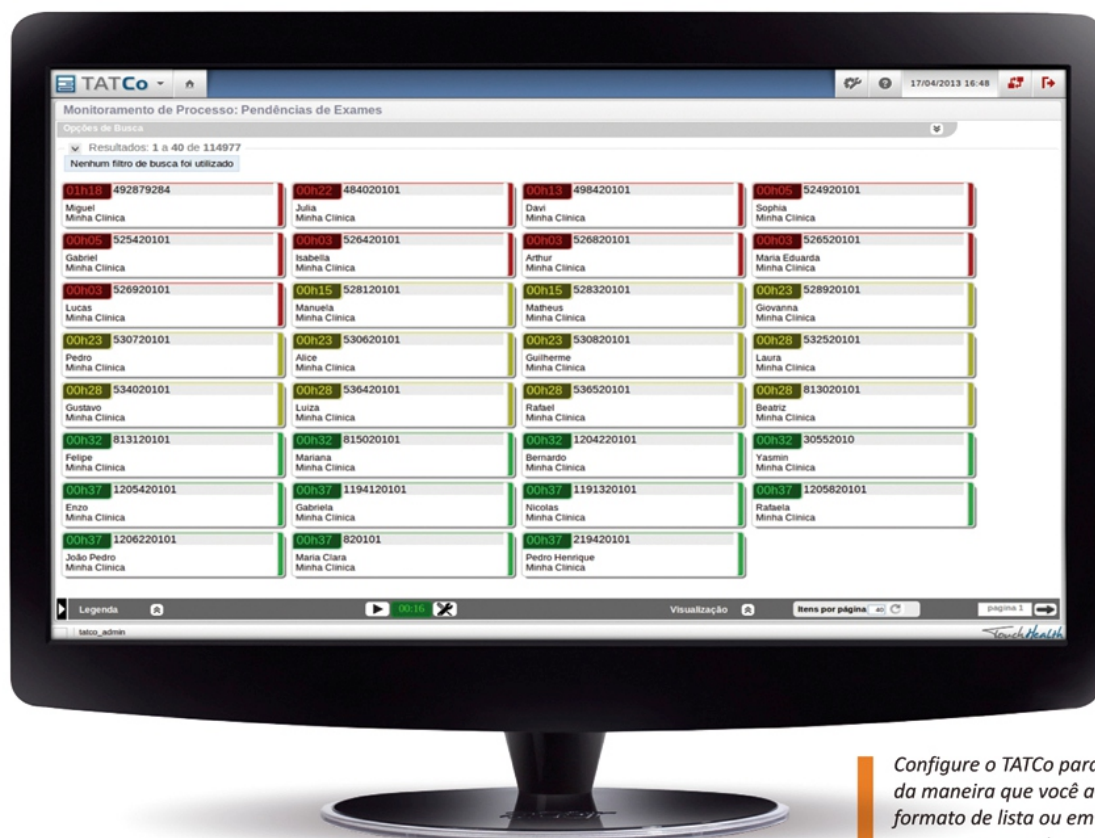 TATCo
17/04/2013 16:48
Monitoramento de Processo: Pendências de Exames
Opções de Busca
Resultados: 1 a 40 de 114977
Nenhum filtro de busca foi utilizado
01h18 492879284
Miguel
Minha Clínica
00h22 484020101
Julia
Minha Clínica
00h13 498420101
Davi
Minha Clínica
00h05 524920101
Sophia
Minha Clínica
00h05 525420101
Gabriel
Minha Clínica
00h03 526420101
Isabella
Minha Clínica
00h03 526820101
Arthur
Minha Clínica
00h03 526520101
Maria Eduarda
Minha Clínica
00h03 526920101
Lucas
Minha Clínica
00h15 528120101
Manuela
Minha Clínica
00h15 528320101
Matheus
Minha Clínica
00h23 528920101
Giovanna
Minha Clínica
00h23 530720101
Pedro
Minha Clínica
00h23 530620101
Alice
Minha Clínica
00h23 530820101
Guilherme
Minha Clínica
00h28 532520101
Laura
Minha Clínica
00h28 534020101
Gustavo
Minha Clínica
00h28 536420101
Luiza
Minha Clínica
00h28 536520101
Rafael
Minha Clínica
00h28 813020101
Beatriz
Minha Clínica
00h32 813120101
Felipe
Minha Clínica
00h32 815020101
Mariana
Minha Clínica
00h32 1204220101
Bernardo
Minha Clínica
00h32 30552010
Yasmin
Minha Clínica
00h37 1205420101
Enzo
Minha Clínica
00h37 1194120101
Gabriela
Minha Clínica
00h37 1191320101
Nicolas
Minha Clínica
00h37 1205820101
Rafaela
Minha Clínica
00h37 1206220101
João Pedro
Minha Clínica
00h37 820101
Maria Clara
Minha Clínica
00h37 219420101
Pedro Henrique
Minha Clínica
Legenda
00:16
Visualização
Itens por página 40
pagina 1
tatco_admin
TouchHealth
Configure o TATCo para
da maneira que você a
formato de lista ou em